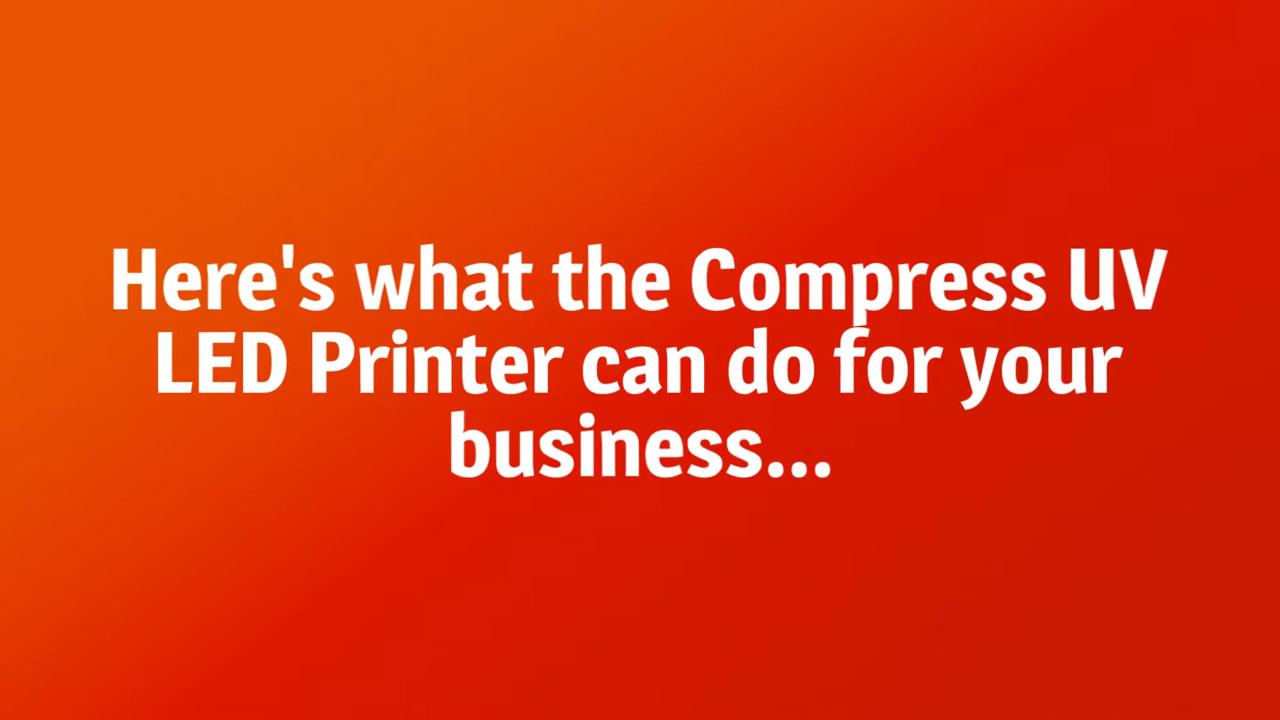 Here's what the Compress UV
LED Printer can do for your
business...